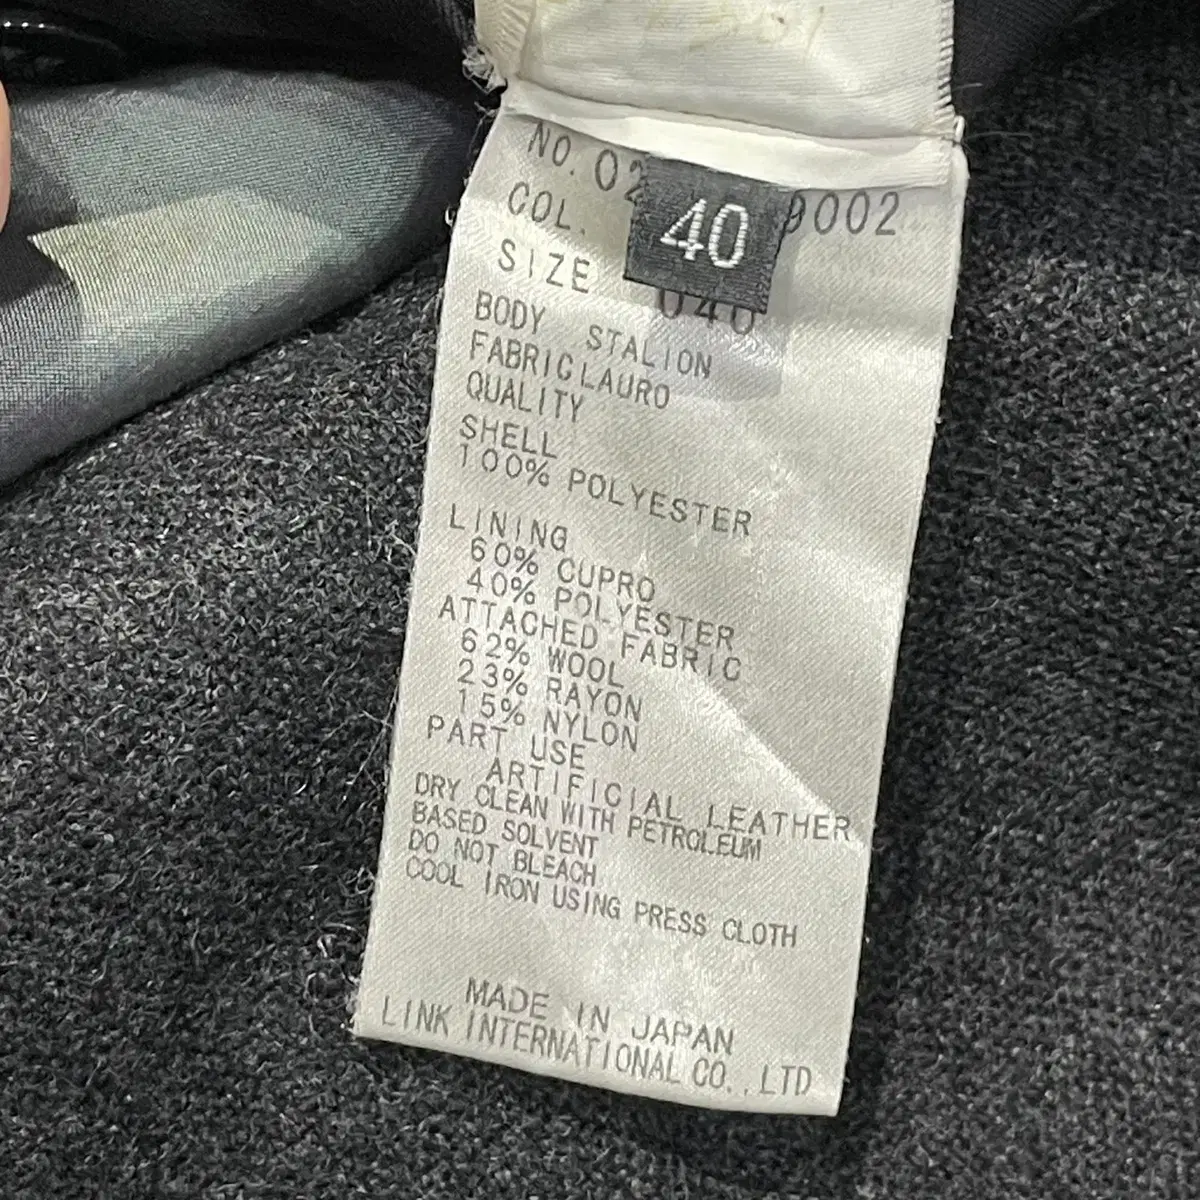 NO. 02 9002
COL.
40
SIZE 040
BODY STALION
FABRIC LAURO
QUALITY
SHELL
100% POLYESTER
LINING
60% CUPRO
40% POLYESTER
ATTACHED FABRIC
62% WOOL
23% RAYON
15% NYLON
PART USE
ARTIFICIAL LEATHER
DRY CLEAN WITH PETROLEUM
BASED SOLVENT
DO NOT BLEACH
COOL IRON USING PRESS CLOTH
MADE IN JAPAN
LINK INTERNATIONAL CO.,LTD